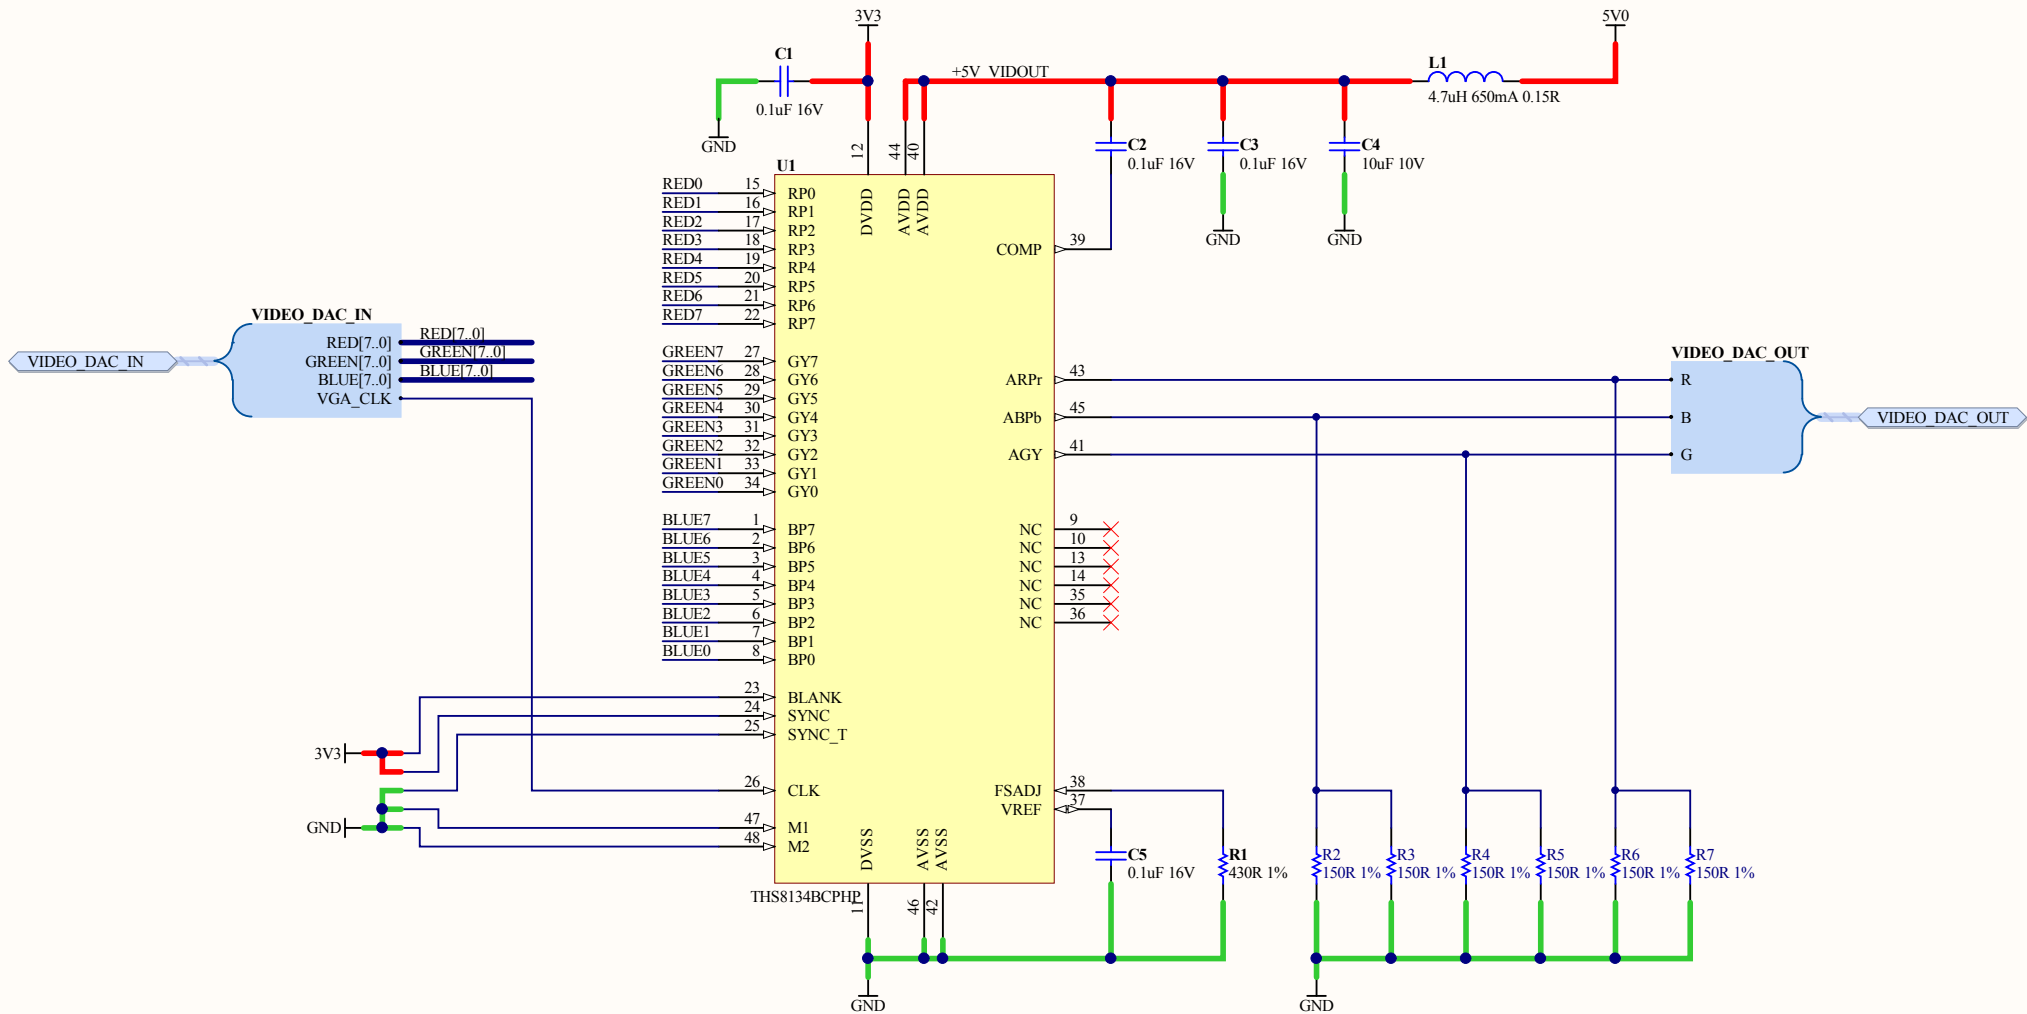 3V3
5V0
C1
0.1uF 16V
GND
+5V_VIDOUT
L1
4.7uH 650mA 0.15R
C2
0.1uF 16V
C3
0.1uF 16V
GND
C4
10uF 10V
GND
12
44
40
U1
DVDD
AVDD
AVDD
RED0 15 RP0
RED1 16 RP1
RED2 17 RP2
RED3 18 RP3
RED4 19 RP4
RED5 20 RP5
RED6 21 RP6
RED7 22 RP7
COMP 39
VIDEO_DAC_IN
VIDEO_DAC_IN
RED[7..0] RED[7..0]
GREEN[7..0] GREEN[7..0]
BLUE[7..0] BLUE[7..0]
VGA_CLK
GREEN7 27 GY7
GREEN6 28 GY6
GREEN5 29 GY5
GREEN4 30 GY4
GREEN3 31 GY3
GREEN2 32 GY2
GREEN1 33 GY1
GREEN0 34 GY0
ARPr 43
ABPb 45
AGY 41
VIDEO_DAC_OUT
R
B
G
VIDEO_DAC_OUT
BLUE7 1 BP7
BLUE6 2 BP6
BLUE5 3 BP5
BLUE4 4 BP4
BLUE3 5 BP3
BLUE2 6 BP2
BLUE1 7 BP1
BLUE0 8 BP0
NC 9
NC 10
NC 13
NC 14
NC 35
NC 36
23 BLANK
24 SYNC
25 SYNC_T
3V3
26 CLK
GND
47 M1
48 M2
FSADJ 38
VREF 37
DVSS
AVSS
AVSS
C5
0.1uF 16V
R1
430R 1%
R2
150R 1%
R3
150R 1%
R4
150R 1%
R5
150R 1%
R6
150R 1%
R7
150R 1%
THS8134BCPHP
11
46
42
GND
GND